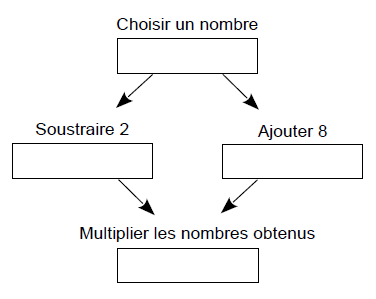 Choisir un nombre
Soustraire 2
Ajouter 8
Multiplier les nombres obtenus